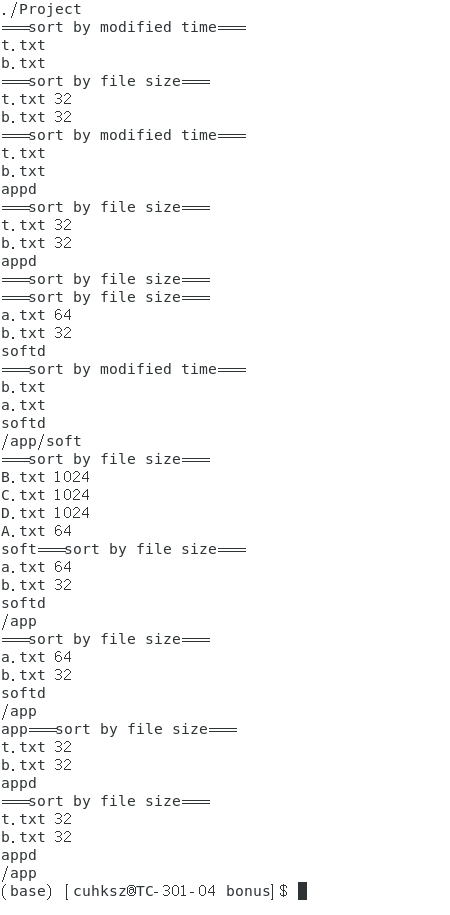 ./Project
===sort by modified time===
t.txt
b.txt
===sort by file size===
t.txt 32
b.txt 32
===sort by modified time===
t.txt
b.txt
appd
===sort by file size===
t.txt 32
b.txt 32
appd
===sort by file size===
===sort by file size===
a.txt 64
b.txt 32
softd
===sort by modified time===
b.txt
a.txt
softd
/app/soft
===sort by file size===
B.txt 1024
C.txt 1024
D.txt 1024
A.txt 64
soft===sort by file size===
a.txt 64
b.txt 32
softd
/app
===sort by file size===
a.txt 64
b.txt 32
softd
/app
app===sort by file size===
t.txt 32
b.txt 32
appd
===sort by file size===
t.txt 32
b.txt 32
appd
/app
(base) [cuhksz@TC-301-04 bonus]$